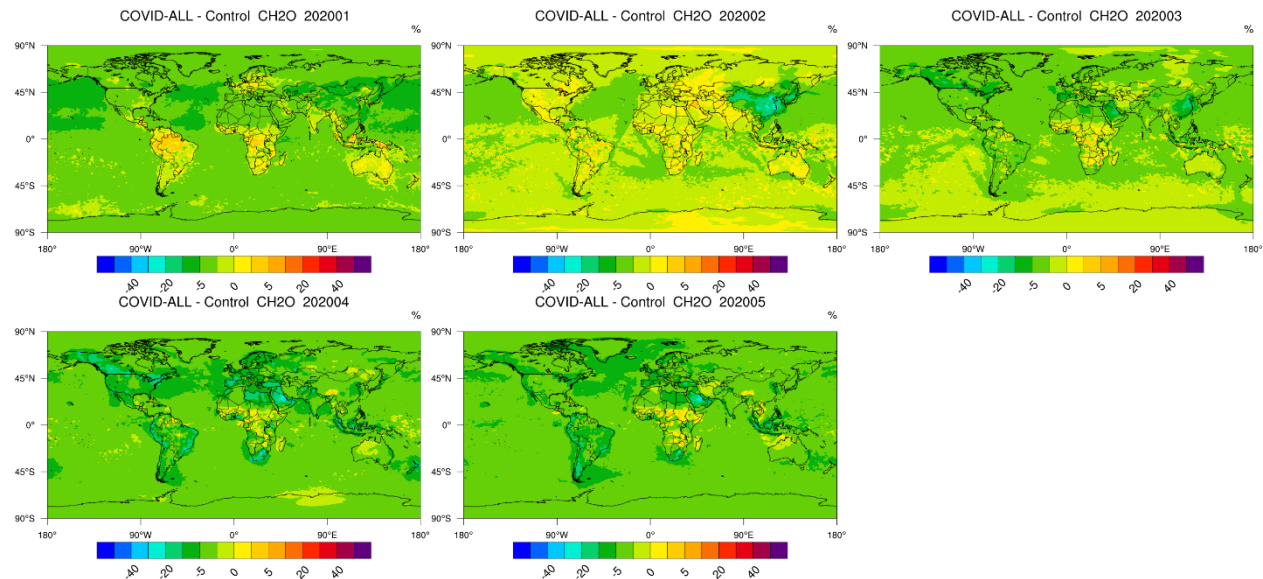 COVID-ALL - Control CH2O 202001
%
90°N
45°N
0°
45°S
90°S
180° 90°W 0° 90°E 180°
-40 -20 -5 0 5 20 40
COVID-ALL - Control CH2O 202002
%
90°N
45°N
0°
45°S
90°S
180° 90°W 0° 90°E 180°
-40 -20 -5 0 5 20 40
COVID-ALL - Control CH2O 202003
%
90°N
45°N
0°
45°S
90°S
180° 90°W 0° 90°E 180°
-40 -20 -5 0 5 20 40
COVID-ALL - Control CH2O 202004
%
90°N
45°N
0°
45°S
90°S
180° 90°W 0° 90°E 180°
-40 -20 -5 0 5 20 40
COVID-ALL - Control CH2O 202005
%
90°N
45°N
0°
45°S
90°S
180° 90°W 0° 90°E 180°
-40 -20 -5 0 5 20 40